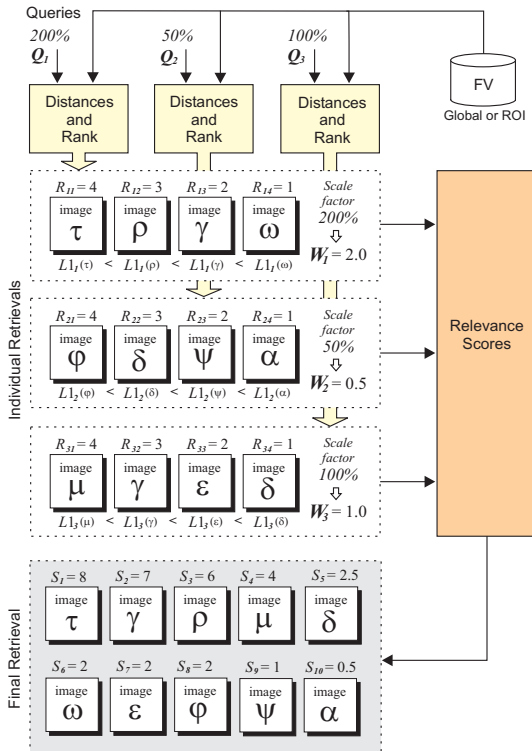 Queries
200% 50% 100%
Q1 Q2 Q3
FV
Global or ROI
Distances and Rank
Distances and Rank
Distances and Rank
Individual Retrievals
R11 = 4 R12 = 3 R13 = 2 R14 = 1
image image image image
τ ρ γ ω
L11(τ) < L11(ρ) < L11(γ) < L11(ω)
Scale factor
200%
W1 = 2.0
R21 = 4 R22 = 3 R23 = 2 R24 = 1
image image image image
φ δ ψ α
L12(φ) < L12(δ) < L12(ψ) < L12(α)
Scale factor
50%
W2 = 0.5
R31 = 4 R32 = 3 R33 = 2 R34 = 1
image image image image
μ γ ε δ
L13(μ) < L13(γ) < L13(ε) < L13(δ)
Scale factor
100%
W3 = 1.0
Relevance Scores
Final Retrieval
S1 = 8 S2 = 7 S3 = 6 S4 = 4 S5 = 2.5
image image image image image
τ γ ρ μ δ
S6 = 2 S7 = 2 S8 = 2 S9 = 1 S10 = 0.5
image image image image image
ω ε φ ψ α